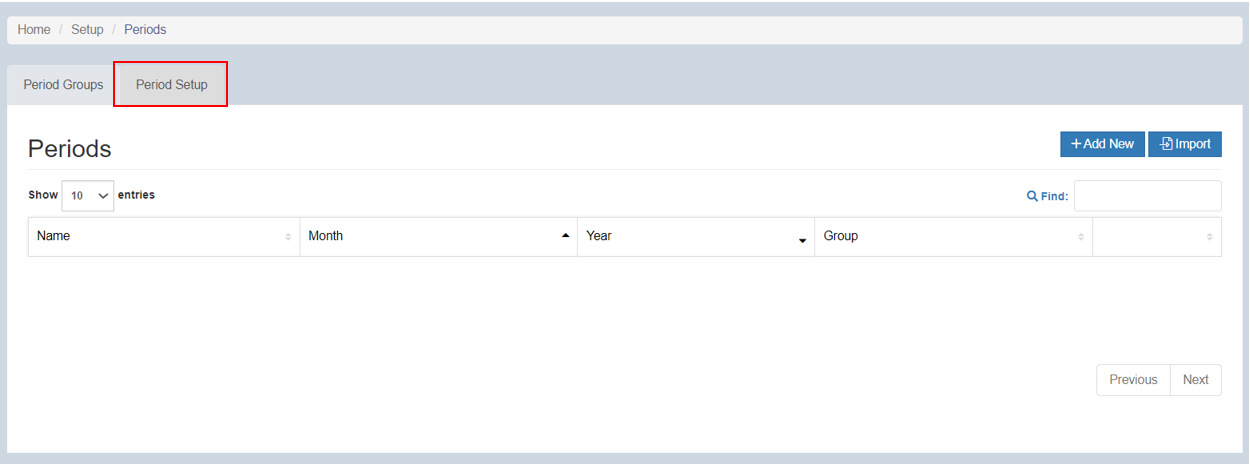 Home / Setup / Periods
Period Groups Period Setup
Periods
+ Add New Import
Show 10 entries Find:
Name Month Year Group
Previous Next